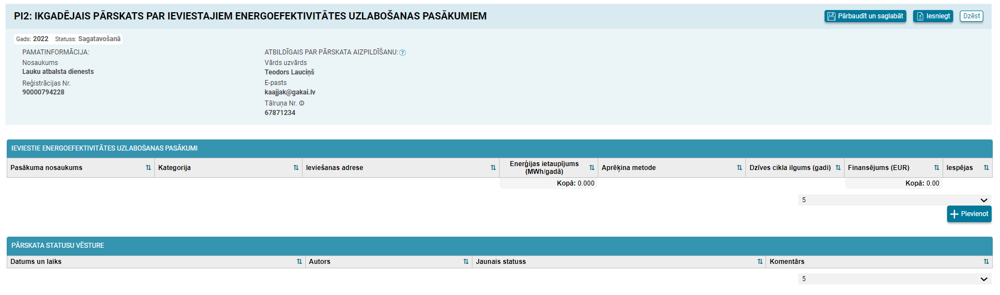 PI2: IKGADĒJAIS PĀRSKATS PAR IEVIESTAJIEM ENERGOEFEKTIVITĀTES UZLABOŠANAS PASĀKUMIEM
Pārbaudīt un saglabāt
Iesniegt
Dzēst
Gads: 2022 Statuss: Sagatavošanā
PAMATINFORMĀCIJA:
Nosaukums
Lauku atbalsta dienests
Reģistrācijas Nr.
90000794228
ATBILDĪGAIS PAR PĀRSKATA AIZPILDĪŠANU:
Vārds uzvārds
Teodors Lauciņš
E-pasts
kaajjak@gakai.lv
Tālruņa Nr.
67871234
IEVIESTIE ENERGOEFEKTIVITĀTES UZLABOŠANAS PASĀKUMI
Pasākuma nosaukums
Kategorija
Ieviešanas adrese
Enerģijas ietaupījums
(MWh/gadā)
Aprēķina metode
Dzīves cikla ilgums (gadi)
Finansējums (EUR)
Iespējas
Kopā: 0.000
Kopā: 0.00
5
Pievienot
PĀRSKATA STATUSU VĒSTURE
Datums un laiks
Autors
Jaunais statuss
Komentārs
5